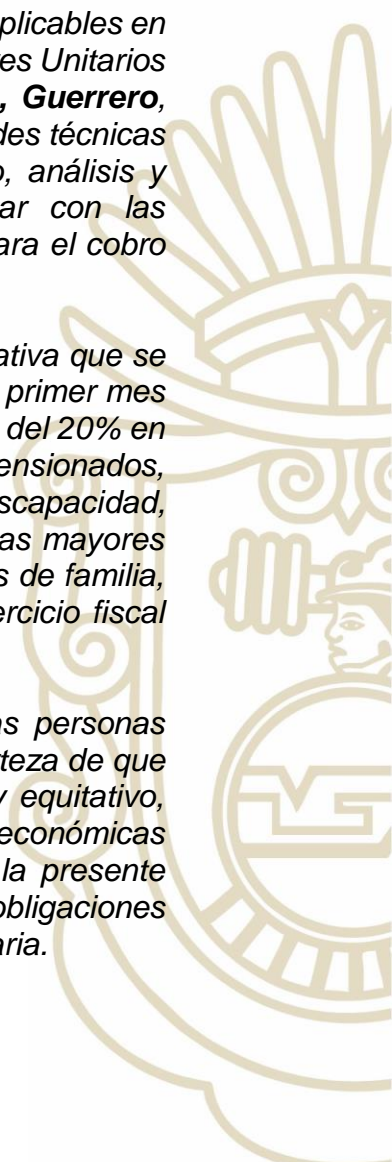 plicables en
es Unitarios
, Guerrero,
des técnicas
o, análisis y
ar con las
ara el cobro
ativa que se
primer mes
del 20% en
ensionados,
scapacidad,
as mayores
s de familia,
ercicio fiscal
as personas
rteza de que
y equitativo,
económicas
la presente
obligaciones
aria.